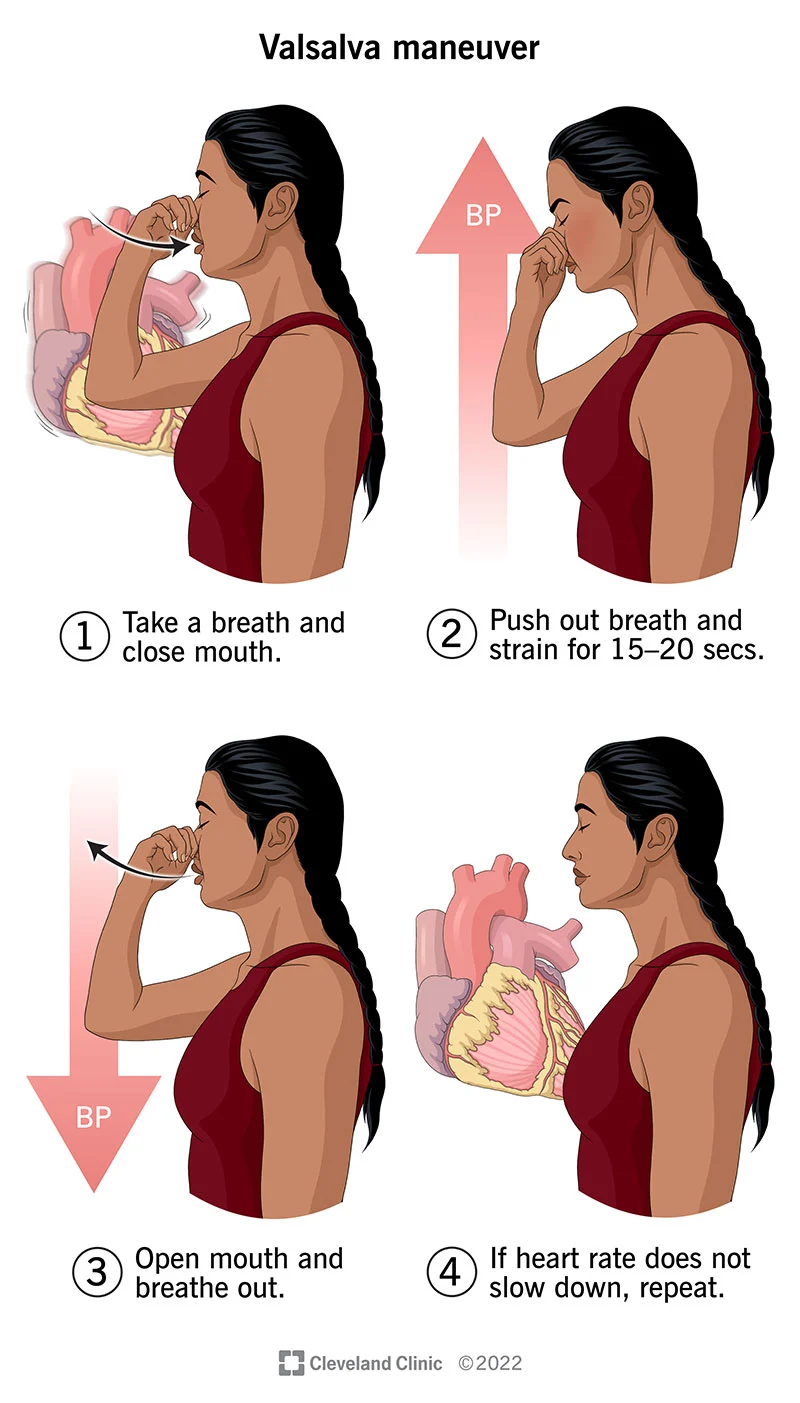 Valsalva maneuver
BP
1 Take a breath and
close mouth.
2 Push out breath and
strain for 15–20 secs.
BP
3 Open mouth and
breathe out.
4 If heart rate does not
slow down, repeat.
Cleveland Clinic ©2022